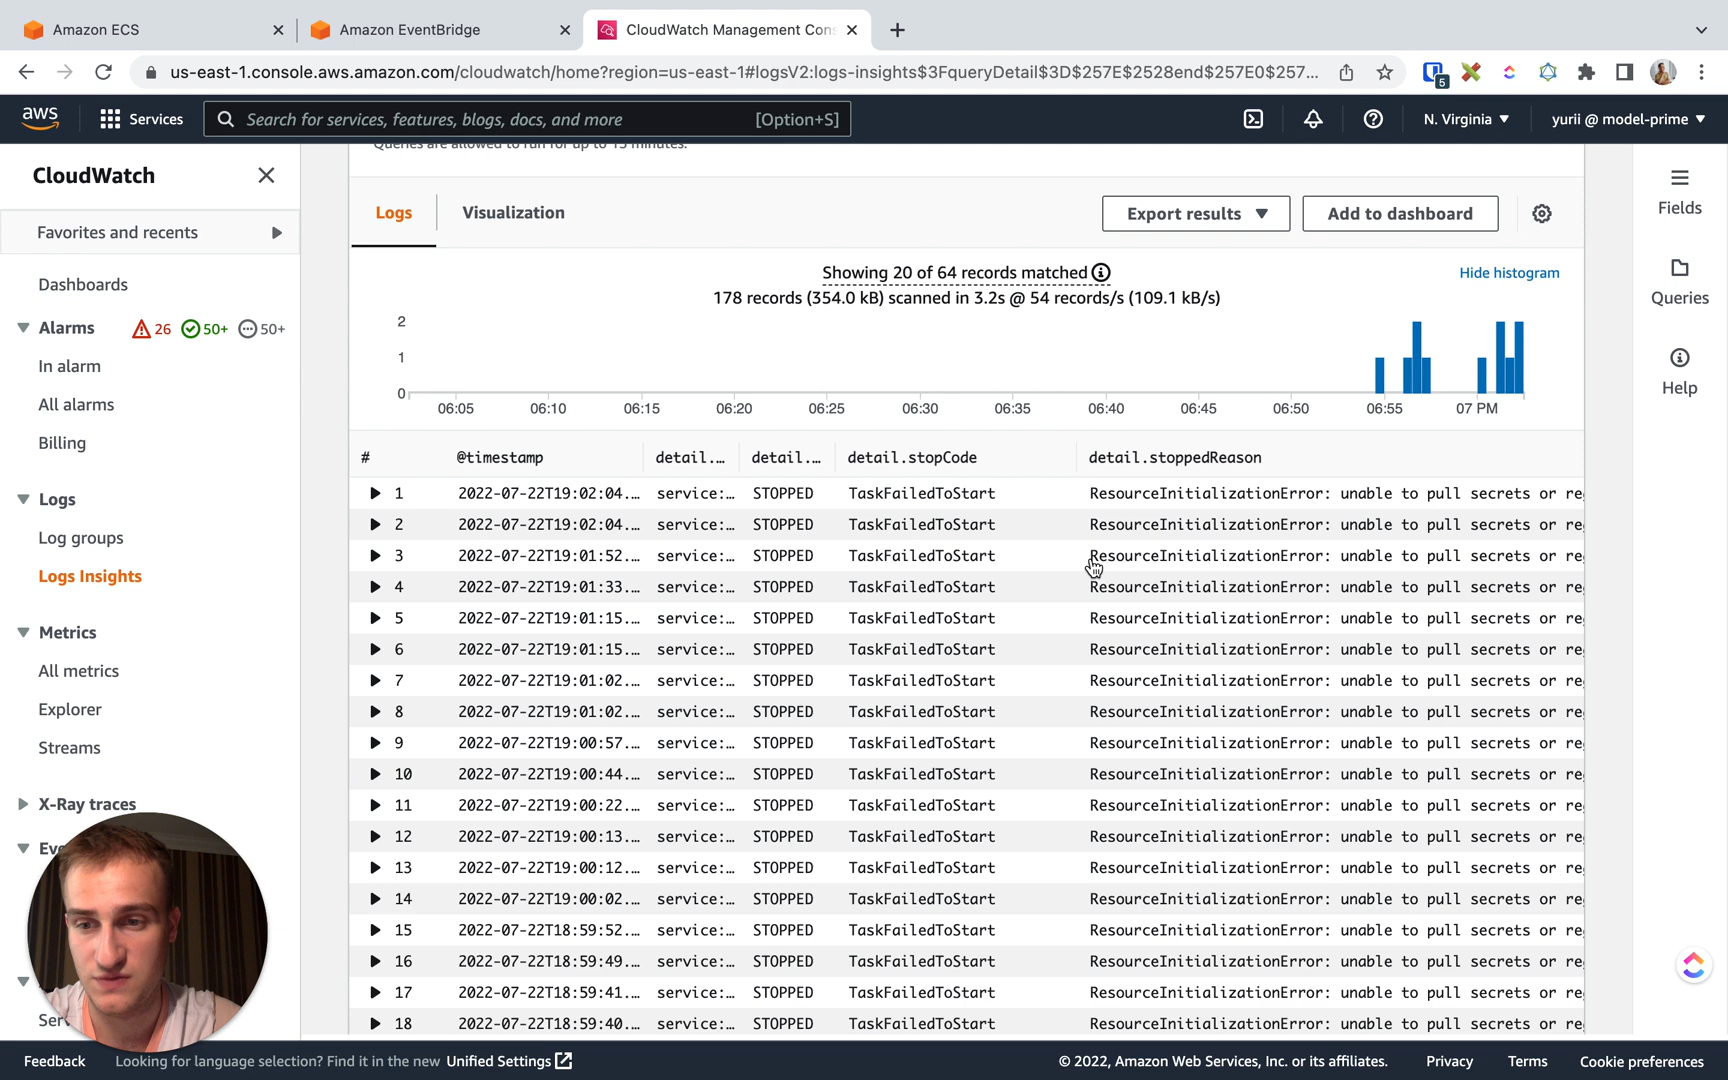 Amazon ECS
Amazon EventBridge
CloudWatch Management Con
us-east-1.console.aws.amazon.com/cloudwatch/home?region=us-east-1#logsV2:logs-insights$3FqueryDetail$3D$257E$2528end$257E0$257...
5
aws
Services
Search for services, features, blogs, docs, and more
[Option+S]
N. Virginia
yurii @ model-prime
CloudWatch
Favorites and recents
Dashboards
Alarms
26
50+
50+
In alarm
All alarms
Billing
Logs
Log groups
Logs Insights
Metrics
All metrics
Explorer
Streams
X-Ray traces
Queries are allowed to run for up to 15 minutes.
Logs
Visualization
Export results
Add to dashboard
Showing 20 of 64 records matched
178 records (354.0 kB) scanned in 3.2s @ 54 records/s (109.1 kB/s)
Hide histogram
2
1
0
06:05 06:10 06:15 06:20 06:25 06:30 06:35 06:40 06:45 06:50 06:55 07 PM
# @timestamp detail.... detail.... detail.stopCode detail.stoppedReason
1 2022-07-22T19:02:04.... service:... STOPPED TaskFailedToStart ResourceInitializationError: unable to pull secrets or re
2 2022-07-22T19:02:04.... service:... STOPPED TaskFailedToStart ResourceInitializationError: unable to pull secrets or re
3 2022-07-22T19:01:52.... service:... STOPPED TaskFailedToStart ResourceInitializationError: unable to pull secrets or re
4 2022-07-22T19:01:33.... service:... STOPPED TaskFailedToStart ResourceInitializationError: unable to pull secrets or re
5 2022-07-22T19:01:15.... service:... STOPPED TaskFailedToStart ResourceInitializationError: unable to pull secrets or re
6 2022-07-22T19:01:15.... service:... STOPPED TaskFailedToStart ResourceInitializationError: unable to pull secrets or re
7 2022-07-22T19:01:02.... service:... STOPPED TaskFailedToStart ResourceInitializationError: unable to pull secrets or re
8 2022-07-22T19:01:02.... service:... STOPPED TaskFailedToStart ResourceInitializationError: unable to pull secrets or re
9 2022-07-22T19:00:57.... service:... STOPPED TaskFailedToStart ResourceInitializationError: unable to pull secrets or re
10 2022-07-22T19:00:44.... service:... STOPPED TaskFailedToStart ResourceInitializationError: unable to pull secrets or re
11 2022-07-22T19:00:22.... service:... STOPPED TaskFailedToStart ResourceInitializationError: unable to pull secrets or re
12 2022-07-22T19:00:13.... service:... STOPPED TaskFailedToStart ResourceInitializationError: unable to pull secrets or re
13 2022-07-22T19:00:12.... service:... STOPPED TaskFailedToStart ResourceInitializationError: unable to pull secrets or re
14 2022-07-22T19:00:02.... service:... STOPPED TaskFailedToStart ResourceInitializationError: unable to pull secrets or re
15 2022-07-22T18:59:52.... service:... STOPPED TaskFailedToStart ResourceInitializationError: unable to pull secrets or re
16 2022-07-22T18:59:49.... service:... STOPPED TaskFailedToStart ResourceInitializationError: unable to pull secrets or re
17 2022-07-22T18:59:41.... service:... STOPPED TaskFailedToStart ResourceInitializationError: unable to pull secrets or re
18 2022-07-22T18:59:40.... service:... STOPPED TaskFailedToStart ResourceInitializationError: unable to pull secrets or re
Fields
Queries
Help
Feedback
Looking for language selection? Find it in the new Unified Settings
© 2022, Amazon Web Services, Inc. or its affiliates.
Privacy
Terms
Cookie preferences